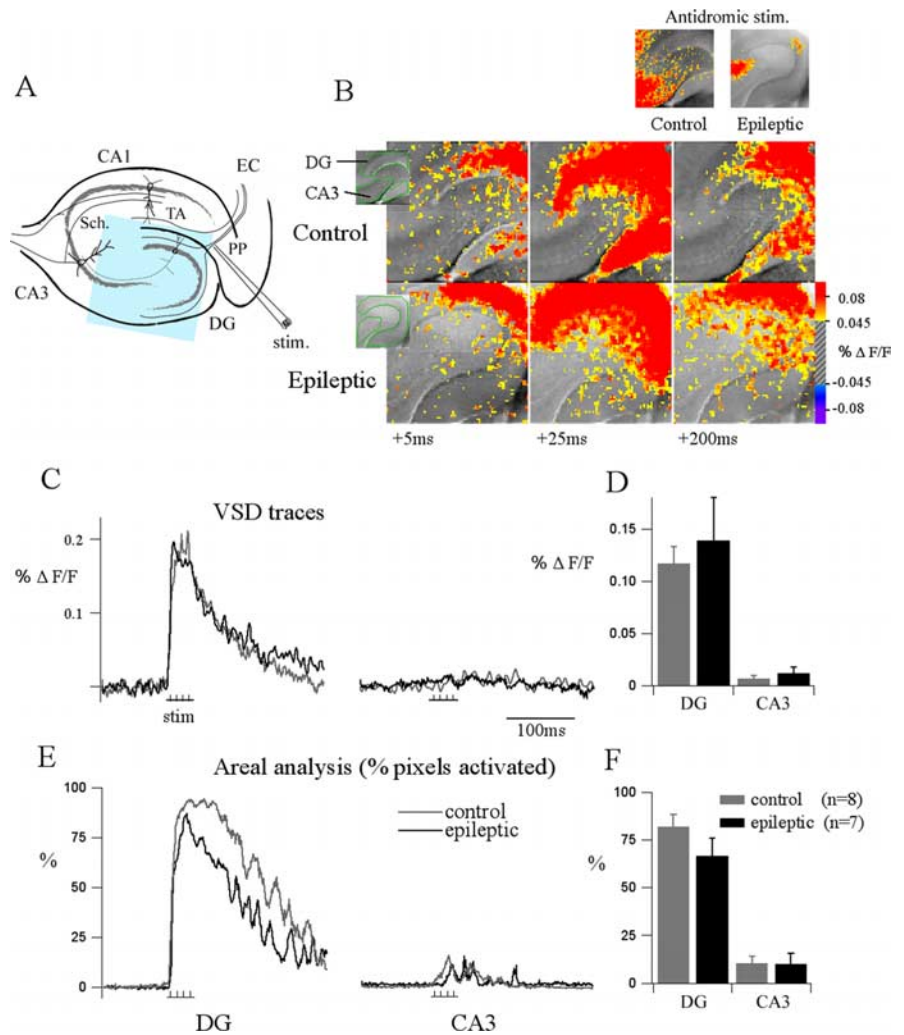 Antidromic stim.
Control Epileptic
A
CA1
EC
Sch.
TA
PP
CA3
DG
stim.
B
DG
CA3
Control
Epileptic
0.08
0.045
% Δ F/F
-0.045
-0.08
+5ms +25ms +200ms
C
VSD traces
0.2
% Δ F/F
0.1
stim
100ms
D
% Δ F/F
0.15
0.10
0.05
0
DG CA3
E
Areal analysis (% pixels activated)
100
75
%
50
25
0
control
epileptic
DG CA3
F
100
75
%
50
25
0
control (n=8)
epileptic (n=7)
DG CA3